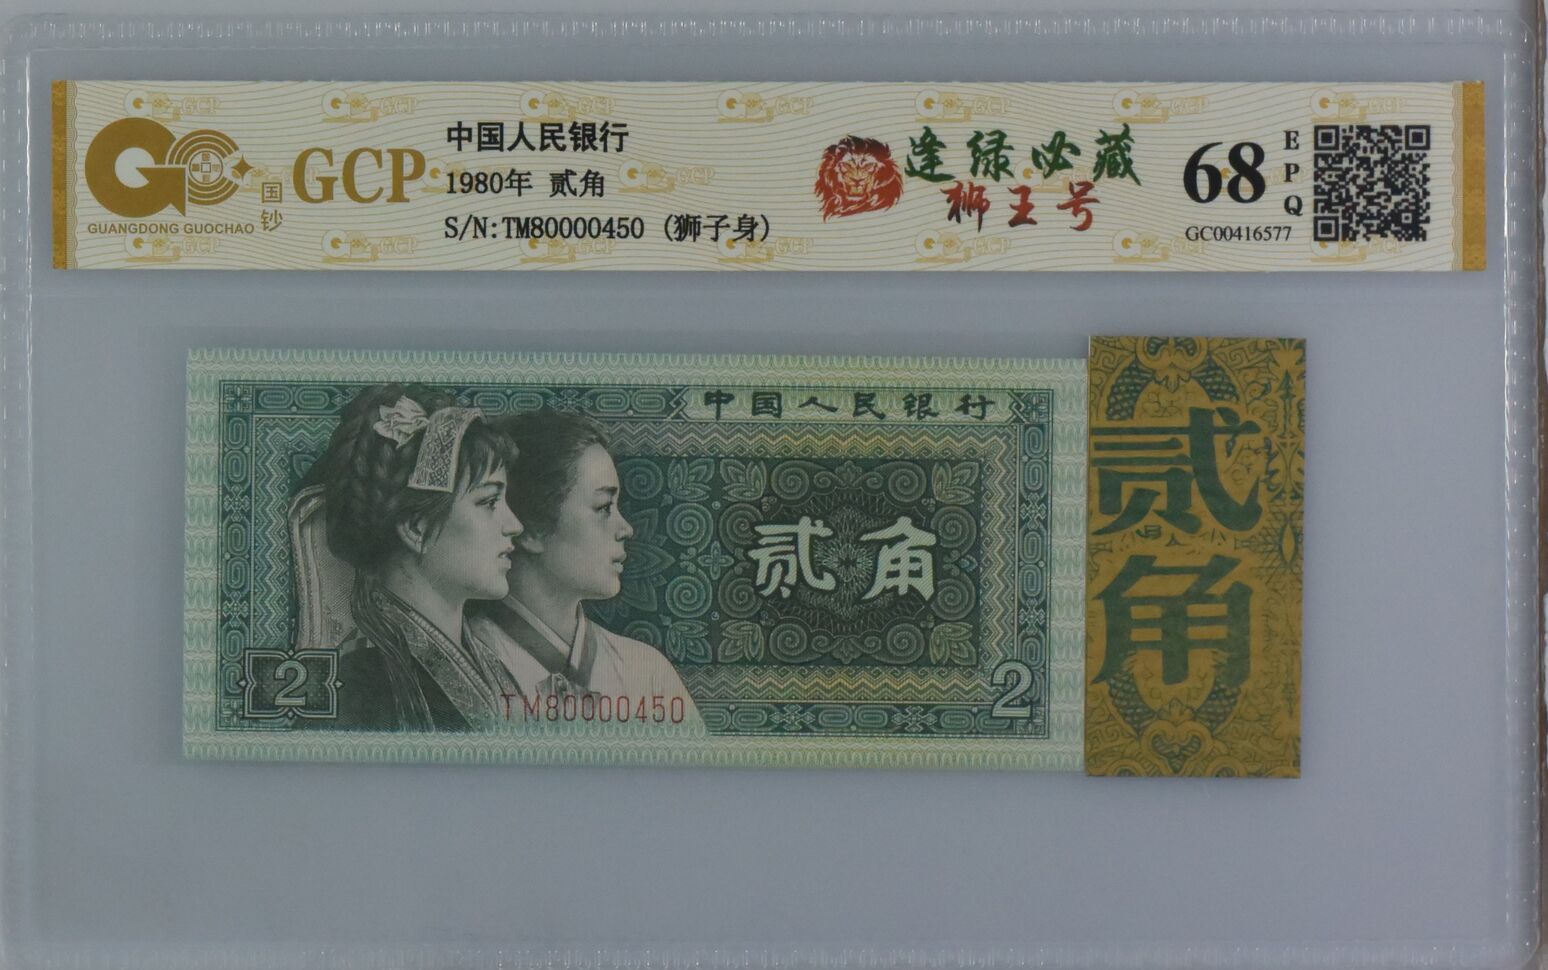 GCP
国钞
GUANGDONG GUOCHAO
中国人民银行
1980年 贰角
S/N:TM80000450 (狮子身)
逢绿必藏
狮王号
68
EPQ
GC00416577
中国人民银行
贰角
2
TM80000450
2
贰角